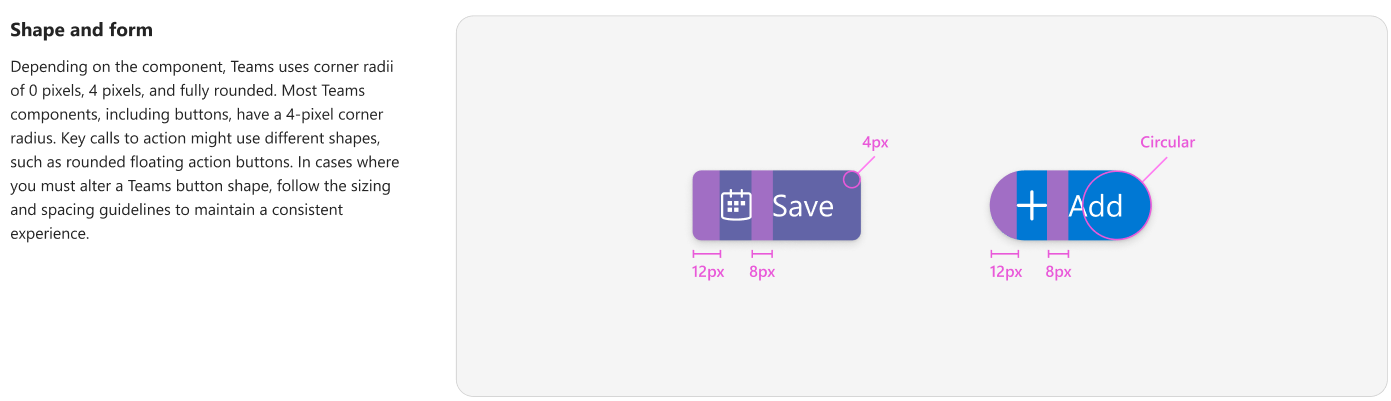 Shape and form
Depending on the component, Teams uses corner radii
of 0 pixels, 4 pixels, and fully rounded. Most Teams
components, including buttons, have a 4-pixel corner
radius. Key calls to action might use different shapes,
such as rounded floating action buttons. In cases where
you must alter a Teams button shape, follow the sizing
and spacing guidelines to maintain a consistent
experience.
4px
Save
12px
8px
Circular
Add
12px
8px